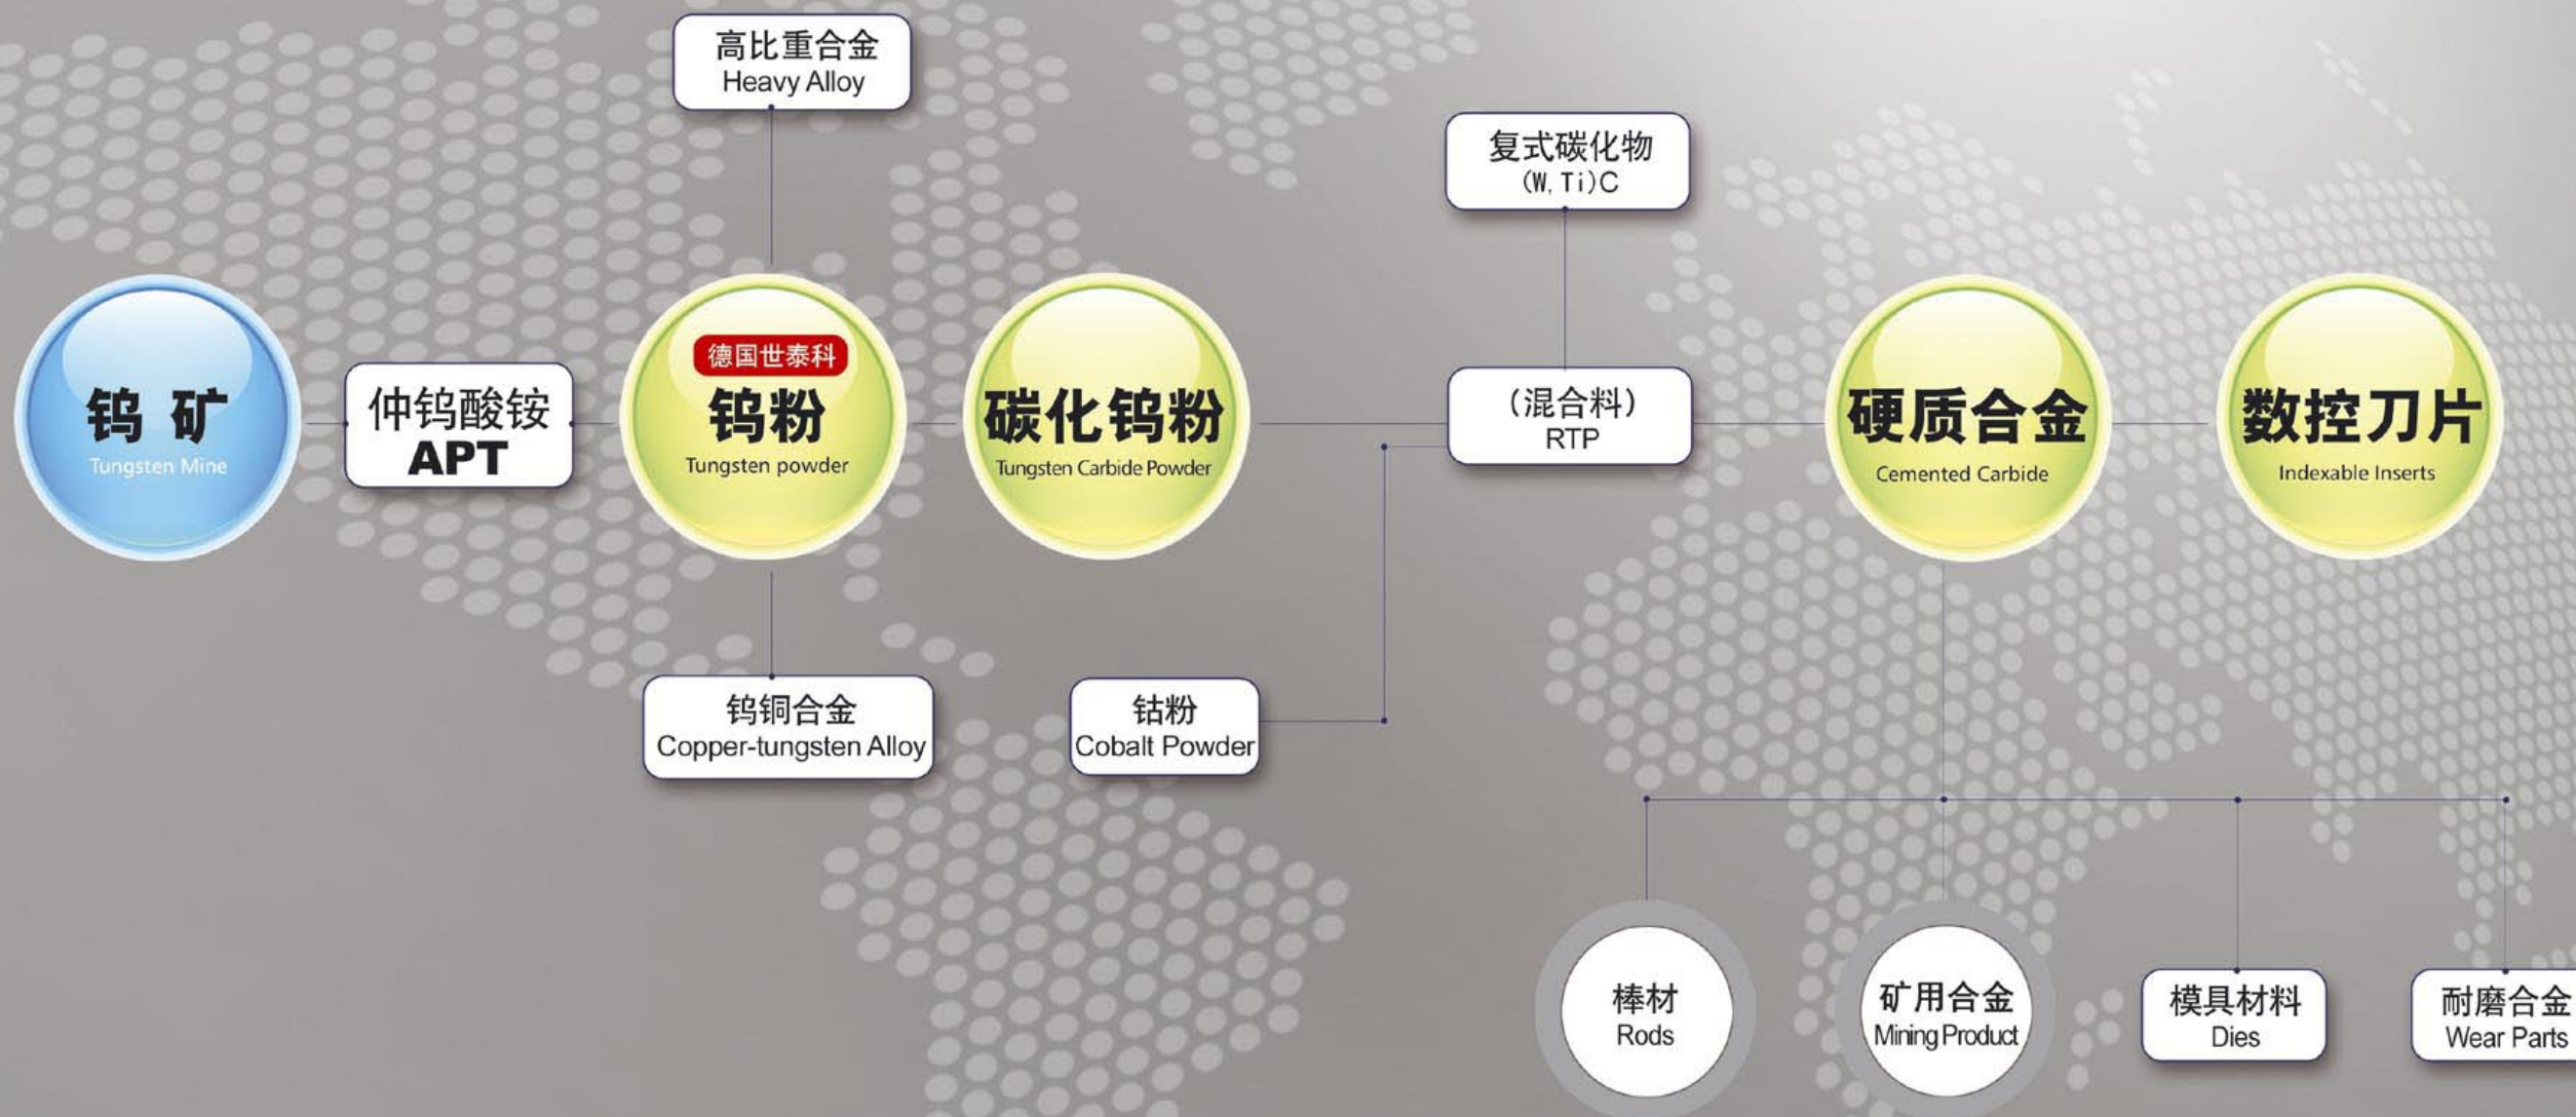 高比重合金
Heavy Alloy
复式碳化物
(W,Ti)C
钨 矿
Tungsten Mine
仲钨酸铵
APT
德国世泰科
钨粉
Tungsten powder
碳化钨粉
Tungsten Carbide Powder
（混合料）
RTP
硬质合金
Cemented Carbide
数控刀片
Indexable Inserts
钨铜合金
Copper-tungsten Alloy
钴粉
Cobalt Powder
棒材
Rods
矿用合金
Mining Product
模具材料
Dies
耐磨合金
Wear Parts